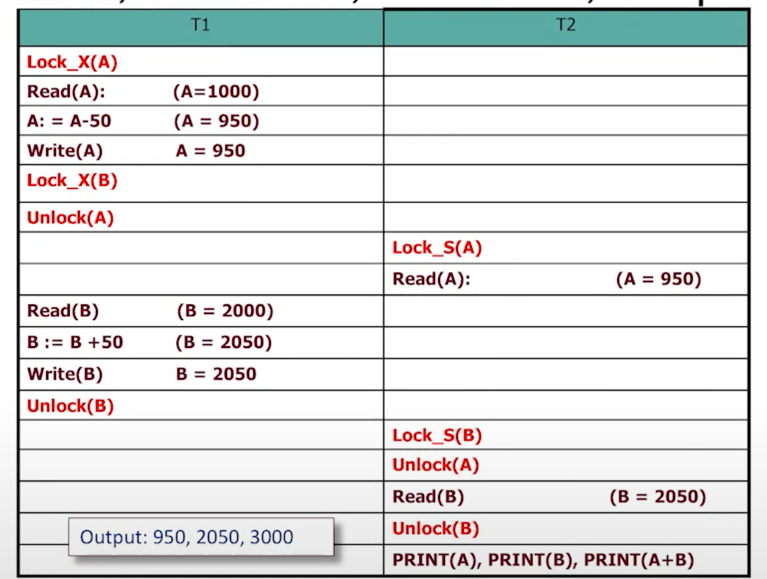 T1 T2
Lock_X(A)
Read(A): (A=1000)
A: = A-50 (A = 950)
Write(A) A = 950
Lock_X(B)
Unlock(A)
Lock_S(A)
Read(A): (A = 950)
Read(B) (B = 2000)
B := B +50 (B = 2050)
Write(B) B = 2050
Unlock(B)
Lock_S(B)
Unlock(A)
Read(B) (B = 2050)
Unlock(B)
Output: 950, 2050, 3000
PRINT(A), PRINT(B), PRINT(A+B)